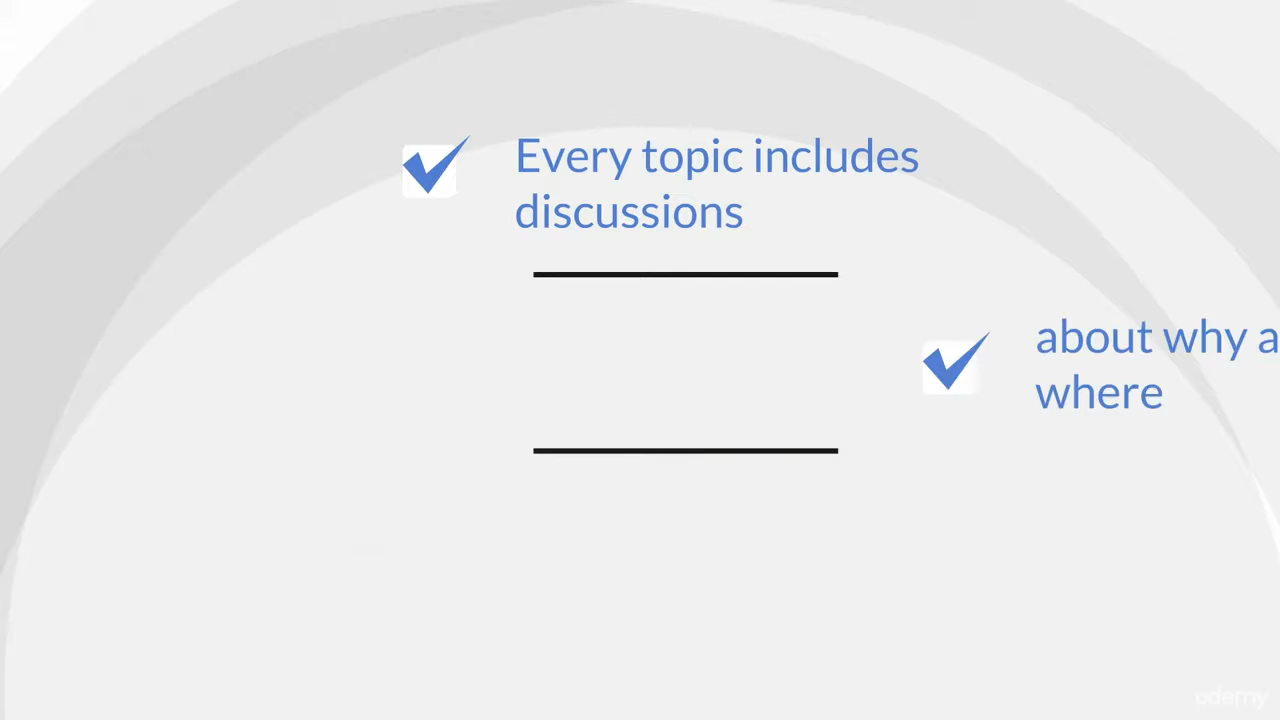 Every topic includes
discussions
about why a
where
udemy